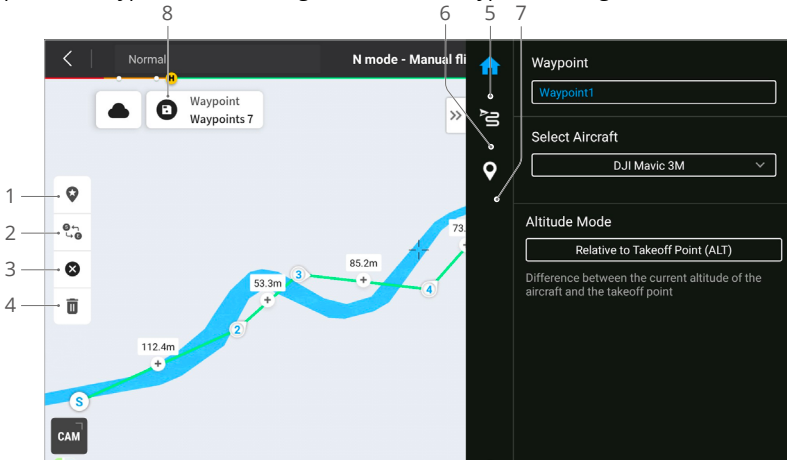 8
6
5
7
Normal
N mode - Manual fli
H
Waypoint
Waypoints 7
Waypoint
Waypoint1
Select Aircraft
DJI Mavic 3M
Altitude Mode
Relative to Takeoff Point (ALT)
Difference between the current altitude of the
aircraft and the takeoff point
1
2
3
4
73.
85.2m
3
53.3m
4
2
112.4m
S
CAM